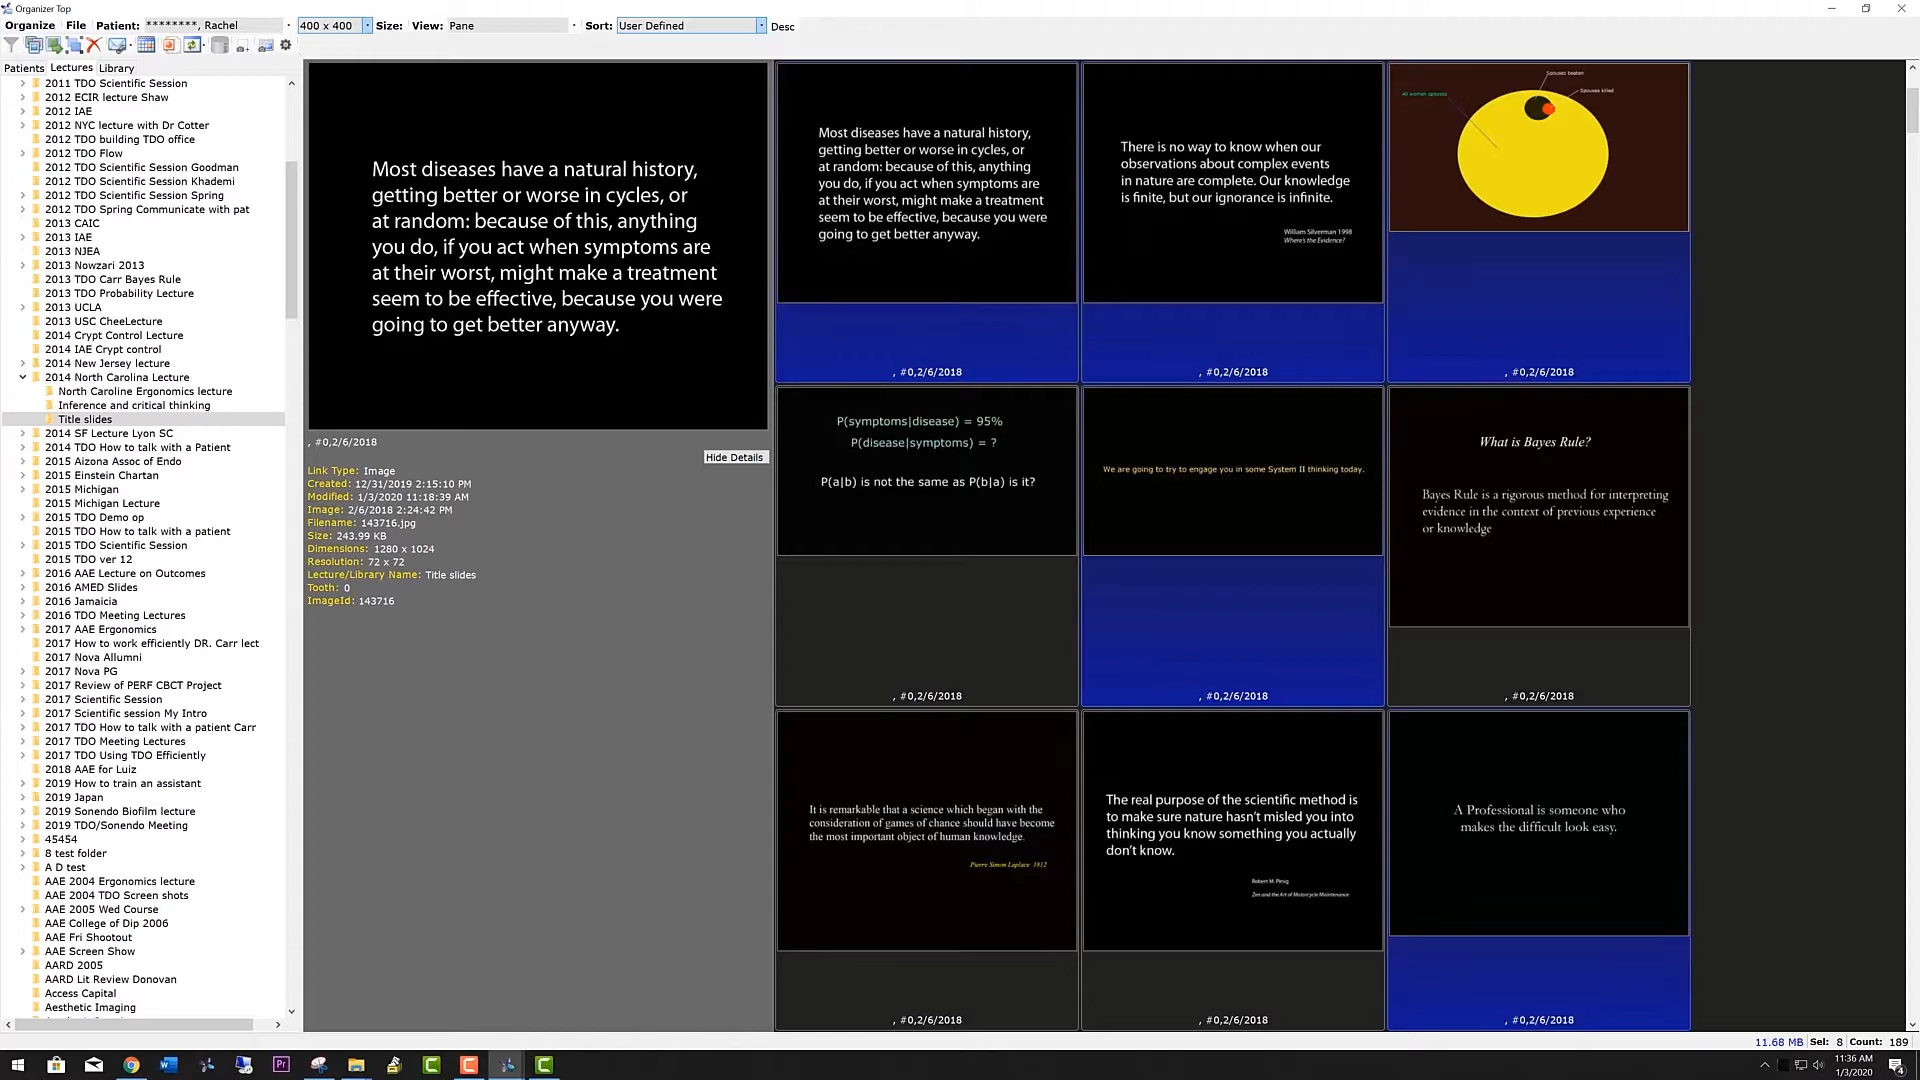 Organizer Top
Organize File Patient: ********, Rachel 400 x 400 Size: View: Pane Sort: User Defined Desc
Patients Lectures Library
2011 TDO Scientific Session
2012 ECIR lecture Shaw
2012 IAE
2012 NYC lecture with Dr Cotter
2012 TDO building TDO office
2012 TDO Flow
2012 TDO Scientific Session Goodman
2012 TDO Scientific Session Khademi
2012 TDO Scientific Session Spring
2012 TDO Spring Communicate with pat
2013 CAIC
2013 IAE
2013 NJEA
2013 Nowzari 2013
2013 TDO Carr Bayes Rule
2013 TDO Probability Lecture
2013 UCLA
2013 USC CheeLecture
2014 Crypt Control Lecture
2014 IAE Crypt control
2014 New Jersey lecture
2014 North Carolina Lecture
North Caroline Ergonomics lecture
Inference and critical thinking
Title slides
2014 SF Lecture Lyon SC
2014 TDO How to talk with a Patient
2015 Aizona Assoc of Endo
2015 Einstein Chartan
2015 Michigan
2015 Michigan Lecture
2015 TDO Demo op
2015 TDO How to talk with a patient
2015 TDO Scientific Session
2015 TDO ver 12
2016 AAE Lecture on Outcomes
2016 AMED Slides
2016 Jamaicia
2016 TDO Meeting Lectures
2017 AAE Ergonomics
2017 How to work efficiently DR. Carr lect
2017 Nova Allumni
2017 Nova PG
2017 Review of PERF CBCT Project
2017 Scientific Session
2017 Scientific session My Intro
2017 TDO How to talk with a patient Carr
2017 TDO Meeting Lectures
2017 TDO Using TDO Efficiently
2018 AAE for Luiz
2019 How to train an assistant
2019 Japan
2019 Sonendo Biofilm lecture
2019 TDO/Sonendo Meeting
45454
8 test folder
A D test
AAE 2004 Ergonomics lecture
AAE 2004 TDO Screen shots
AAE 2005 Wed Course
AAE College of Dip 2006
AAE Fri Shootout
AAE Screen Show
AARD 2005
AARD Lit Review Donovan
Access Capital
Aesthetic Imaging
Most diseases have a natural history,
getting better or worse in cycles, or
at random: because of this, anything
you do, if you act when symptoms are
at their worst, might make a treatment
seem to be effective, because you were
going to get better anyway.
, #0,2/6/2018
Hide Details
Link Type: Image
Created: 12/31/2019 2:15:10 PM
Modified: 1/3/2020 11:18:39 AM
Image: 2/6/2018 2:24:42 PM
Filename: 143716.jpg
Size: 243.99 KB
Dimensions: 1280 x 1024
Resolution: 72 x 72
Lecture/Library Name: Title slides
Tooth: 0
ImageId: 143716
Most diseases have a natural history,
getting better or worse in cycles, or
at random: because of this, anything
you do, if you act when symptoms are
at their worst, might make a treatment
seem to be effective, because you were
going to get better anyway.
, #0,2/6/2018
There is no way to know when our
observations about complex events
in nature are complete. Our knowledge
is finite, but our ignorance is infinite.
William Silverman 1998
Where's the Evidence?
, #0,2/6/2018
Spouses beaten
Spouses killed
All women spouses
, #0,2/6/2018
P(symptoms|disease) = 95%
P(disease|symptoms) = ?
P(a|b) is not the same as P(b|a) is it?
, #0,2/6/2018
We are going to try to engage you in some System II thinking today.
, #0,2/6/2018
What is Bayes Rule?
Bayes Rule is a rigorous method for interpreting
evidence in the context of previous experience
or knowledge
, #0,2/6/2018
It is remarkable that a science which began with the
consideration of games of chance should have become
the most important object of human knowledge.
Pierre Simon Laplace 1812
, #0,2/6/2018
The real purpose of the scientific method is
to make sure nature hasn't misled you into
thinking you know something you actually
don't know.
Robert M. Pirsig
Zen and the Art of Motorcycle Maintenance
, #0,2/6/2018
A Professional is someone who
makes the difficult look easy.
, #0,2/6/2018
11.68 MB Sel: 8 Count: 189
11:36 AM
1/3/2020